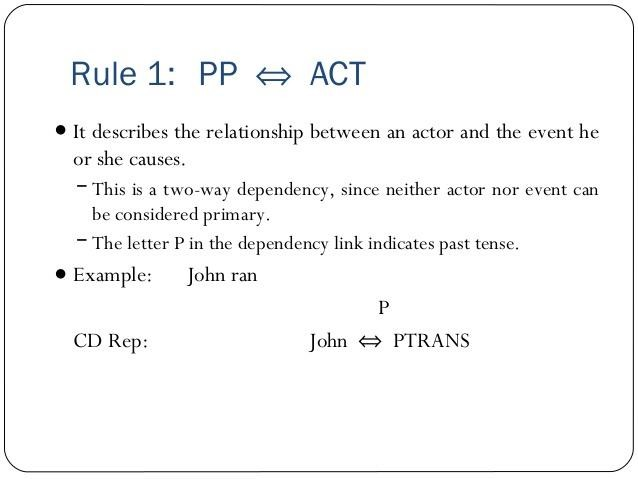 Rule 1: PP ⇔ ACT
• It describes the relationship between an actor and the event he
or she causes.
– This is a two-way dependency, since neither actor nor event can
be considered primary.
– The letter P in the dependency link indicates past tense.
• Example: John ran
P
CD Rep: John ⇔ PTRANS